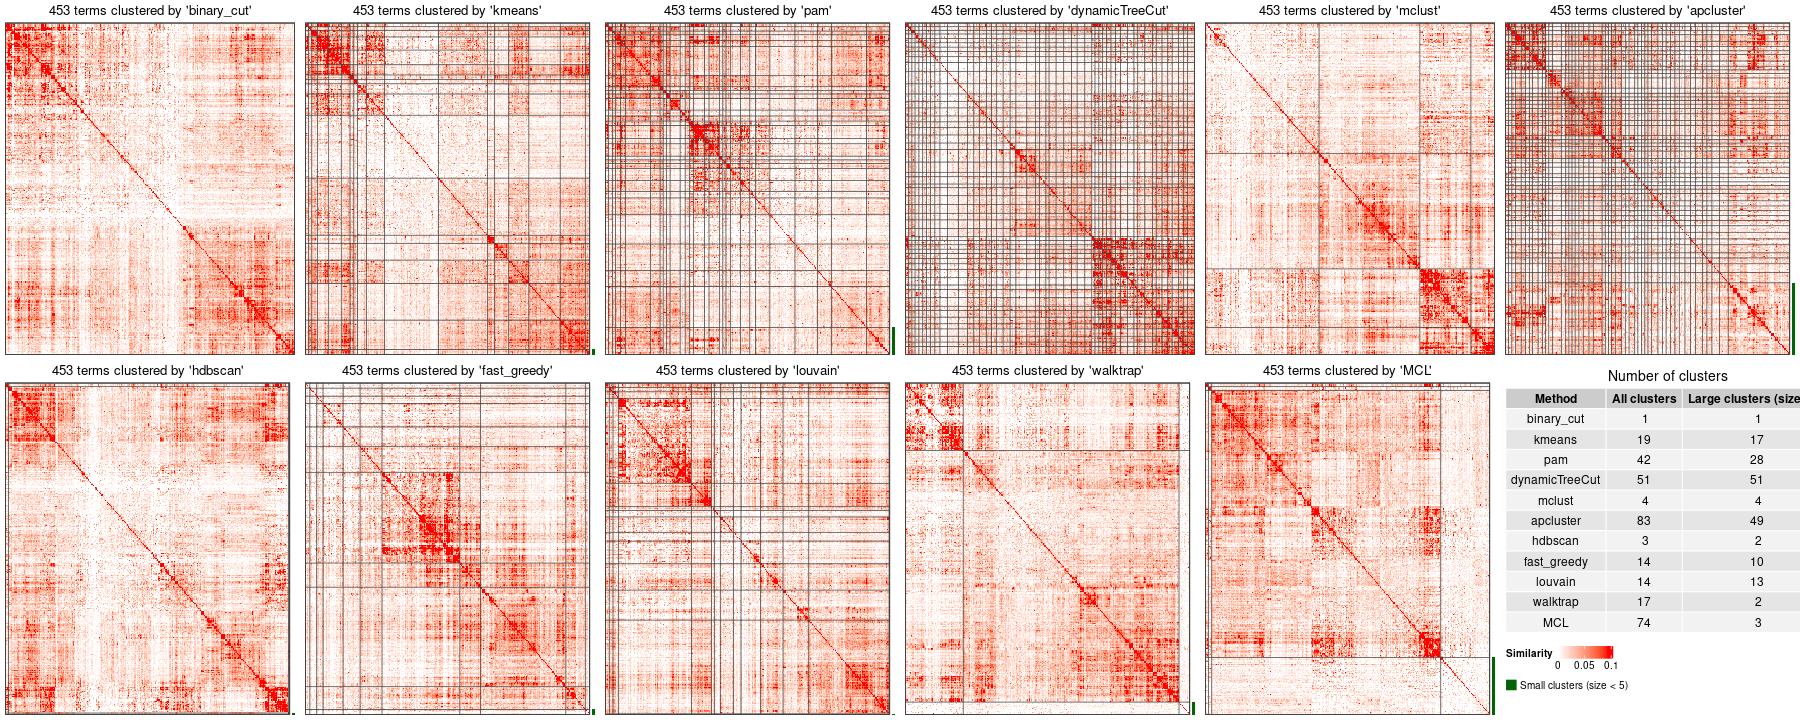 453 terms clustered by 'binary_cut'
453 terms clustered by 'kmeans'
453 terms clustered by 'pam'
453 terms clustered by 'dynamicTreeCut'
453 terms clustered by 'mclust'
453 terms clustered by 'apcluster'
453 terms clustered by 'hdbscan'
453 terms clustered by 'fast_greedy'
453 terms clustered by 'louvain'
453 terms clustered by 'walktrap'
453 terms clustered by 'MCL'
Number of clusters
Method All clusters Large clusters (size
binary_cut 1 1
kmeans 19 17
pam 42 28
dynamicTreeCut 51 51
mclust 4 4
apcluster 83 49
hdbscan 3 2
fast_greedy 14 10
louvain 14 13
walktrap 17 2
MCL 74 3
Similarity
0 0.05 0.1
Small clusters (size < 5)